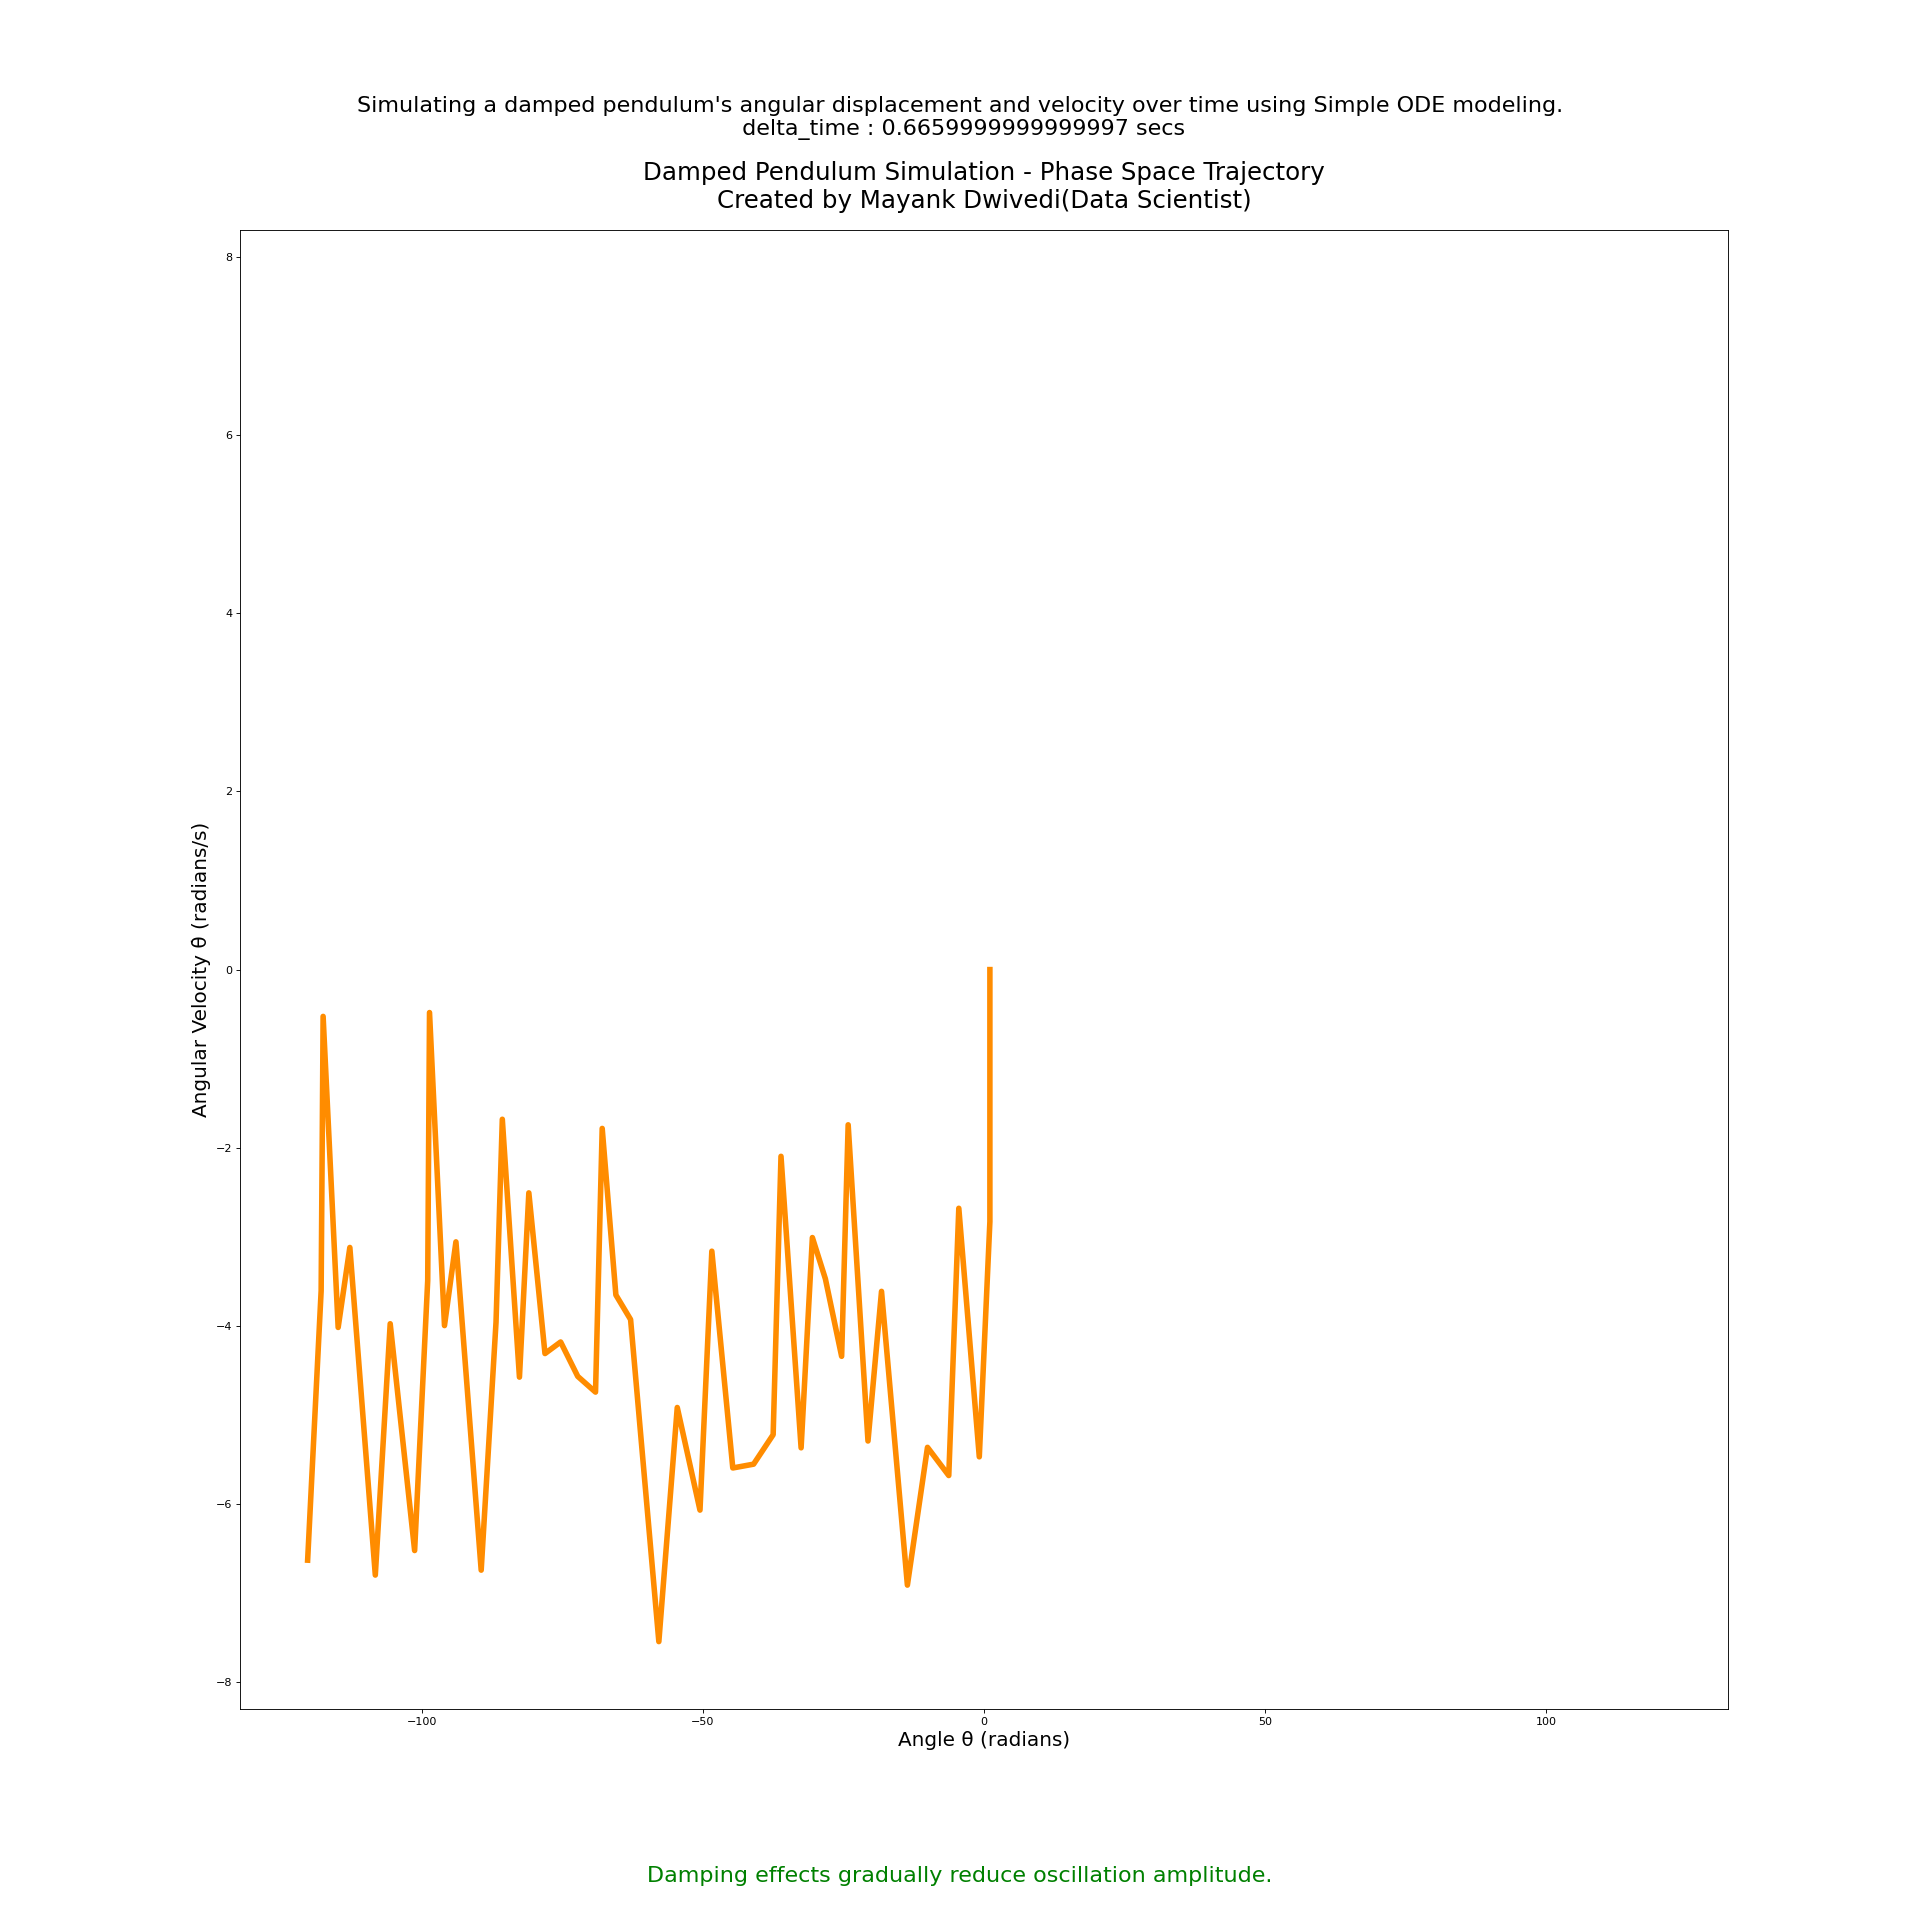 Simulating a damped pendulum's angular displacement and velocity over time using Simple ODE modeling.
delta_time : 0.6659999999999997 secs
Damped Pendulum Simulation - Phase Space Trajectory
Created by Mayank Dwivedi(Data Scientist)
8
6
4
2
0
−2
−4
−6
−8
Angular Velocity θ (radians/s)
−100
−50
0
50
100
Angle θ (radians)
Damping effects gradually reduce oscillation amplitude.